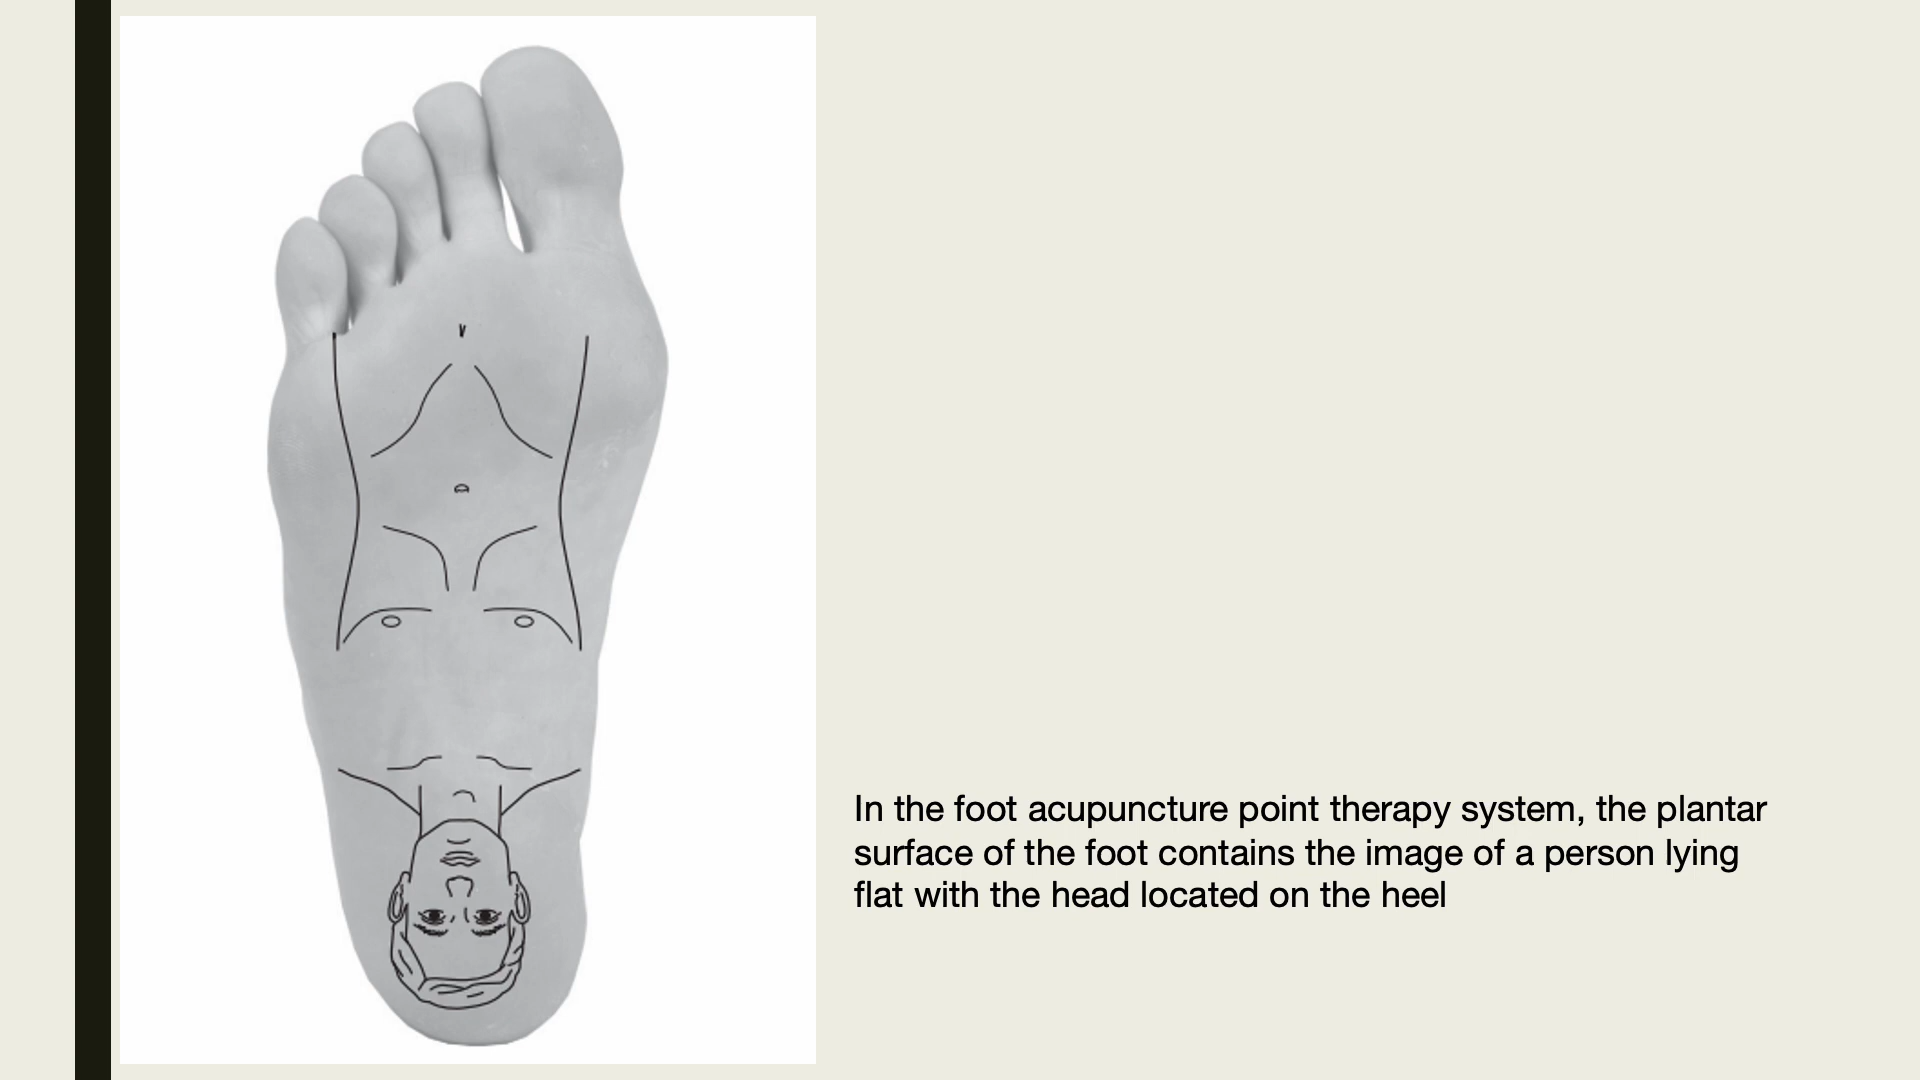 In the foot acupuncture point therapy system, the plantar
surface of the foot contains the image of a person lying
flat with the head located on the heel